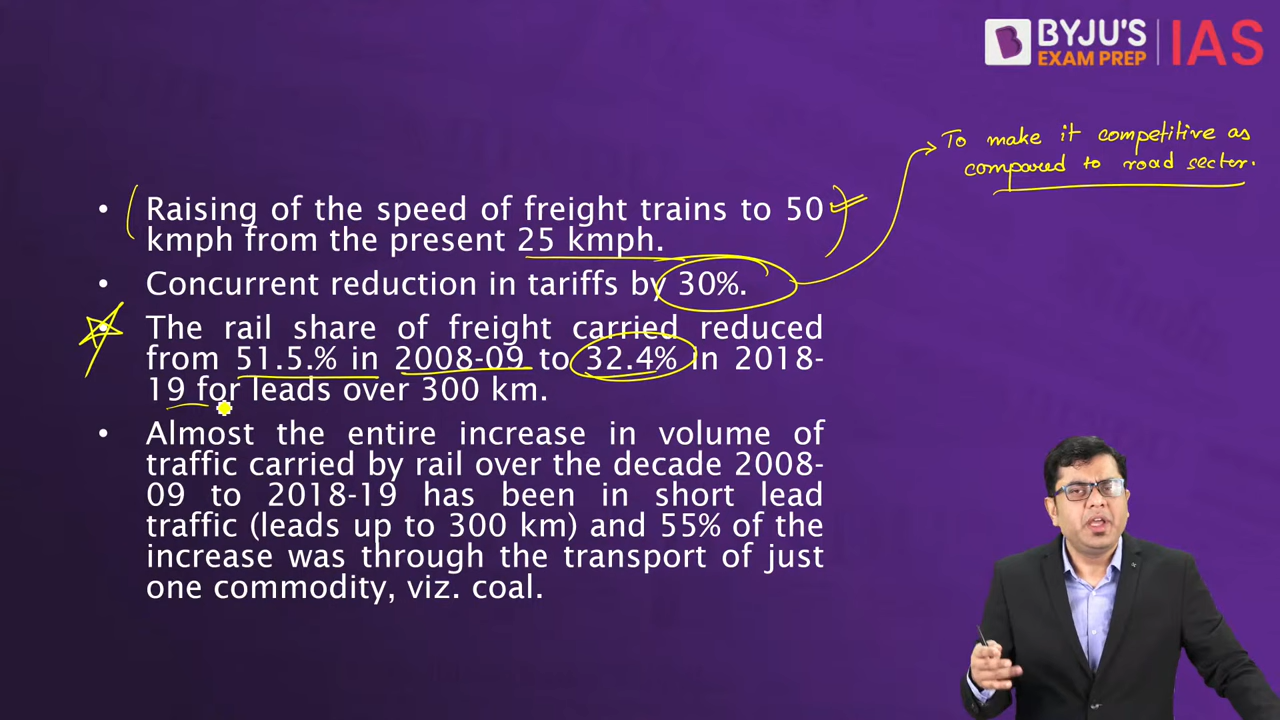 BYJU'S
EXAM PREP
IAS
To make it competitive as
compared to road sector.
• Raising of the speed of freight trains to 50
kmph from the present 25 kmph.
• Concurrent reduction in tariffs by 30%.
• The rail share of freight carried reduced
from 51.5.% in 2008-09 to 32.4% in 2018-
19 for leads over 300 km.
• Almost the entire increase in volume of
traffic carried by rail over the decade 2008-
09 to 2018-19 has been in short lead
traffic (leads up to 300 km) and 55% of the
increase was through the transport of just
one commodity, viz. coal.